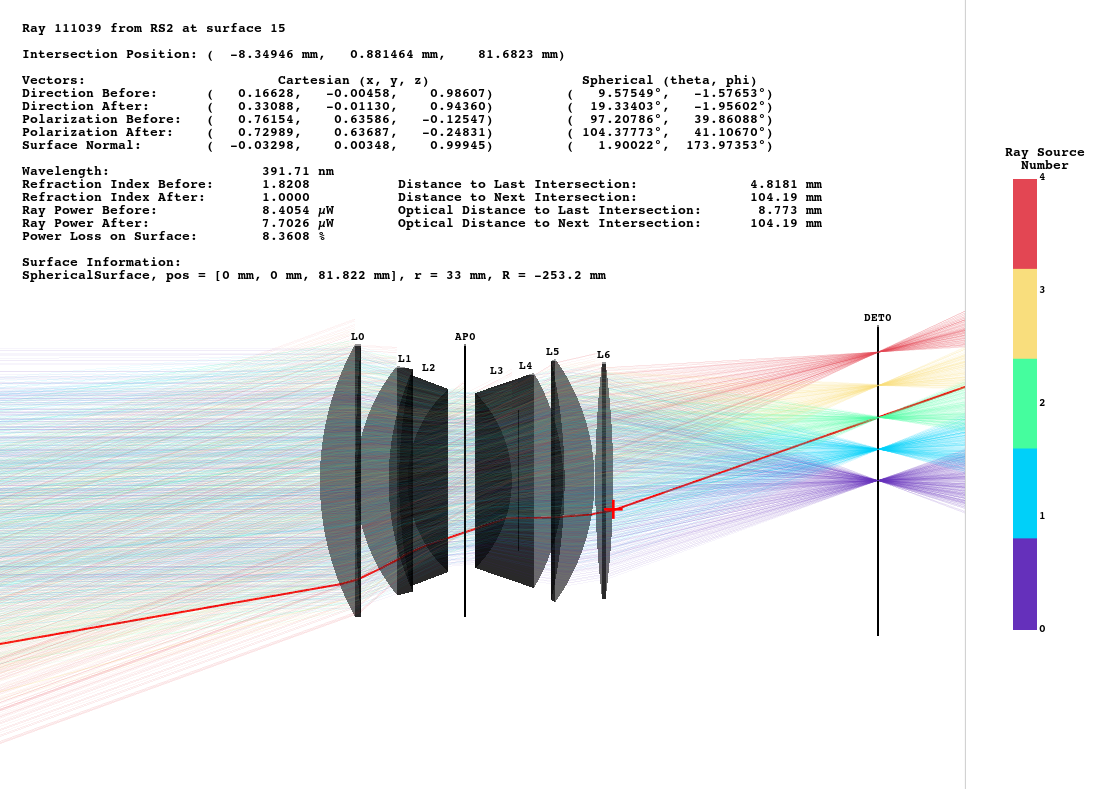 Ray 111039 from RS2 at surface 15
Intersection Position: ( -8.34946 mm, 0.881464 mm, 81.6823 mm)
Vectors: Cartesian (x, y, z) Spherical (theta, phi)
Direction Before: ( 0.16628, -0.00458, 0.98607) ( 9.57549°, -1.57653°)
Direction After: ( 0.33088, -0.01130, 0.94360) ( 19.33403°, -1.95602°)
Polarization Before: ( 0.76154, 0.63586, -0.12547) ( 97.20786°, 39.86088°)
Polarization After: ( 0.72989, 0.63687, -0.24831) ( 104.37773°, 41.10670°)
Surface Normal: ( -0.03298, 0.00348, 0.99945) ( 1.90022°, 173.97353°)
Wavelength: 391.71 nm
Refraction Index Before: 1.8208 Distance to Last Intersection: 4.8181 mm
Refraction Index After: 1.0000 Distance to Next Intersection: 104.19 mm
Ray Power Before: 8.4054 µW Optical Distance to Last Intersection: 8.773 mm
Ray Power After: 7.7026 µW Optical Distance to Next Intersection: 104.19 mm
Power Loss on Surface: 8.3608 %
Surface Information:
SphericalSurface, pos = [0 mm, 0 mm, 81.822 mm], r = 33 mm, R = -253.2 mm
L0 L1 L2 AP0 L3 L4 L5 L6 DET0
Ray Source
Number
4
3
2
1
0